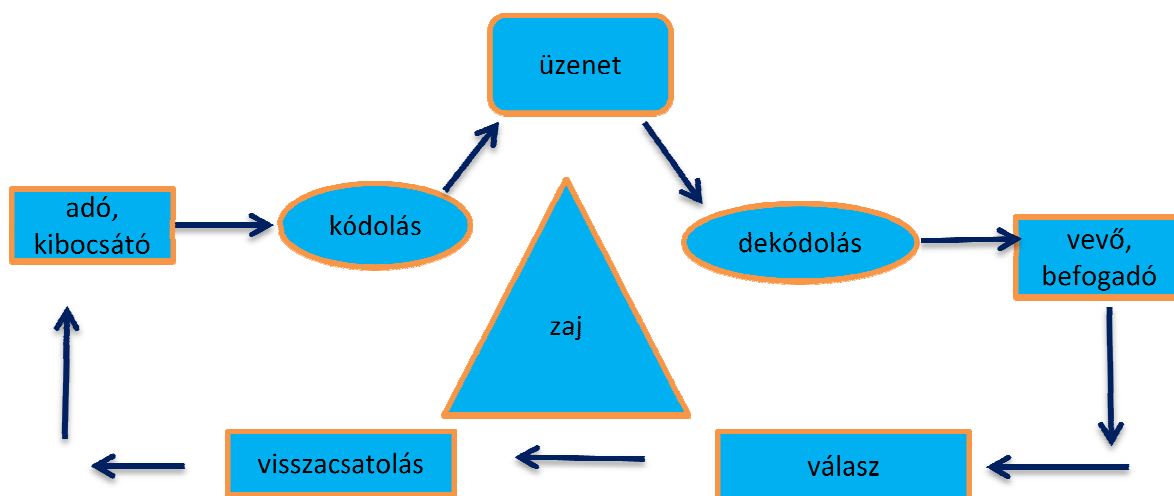 üzenet
adó,
kibocsátó
kódolás
dekódolás
vevő,
befogadó
zaj
visszacsatolás
válasz